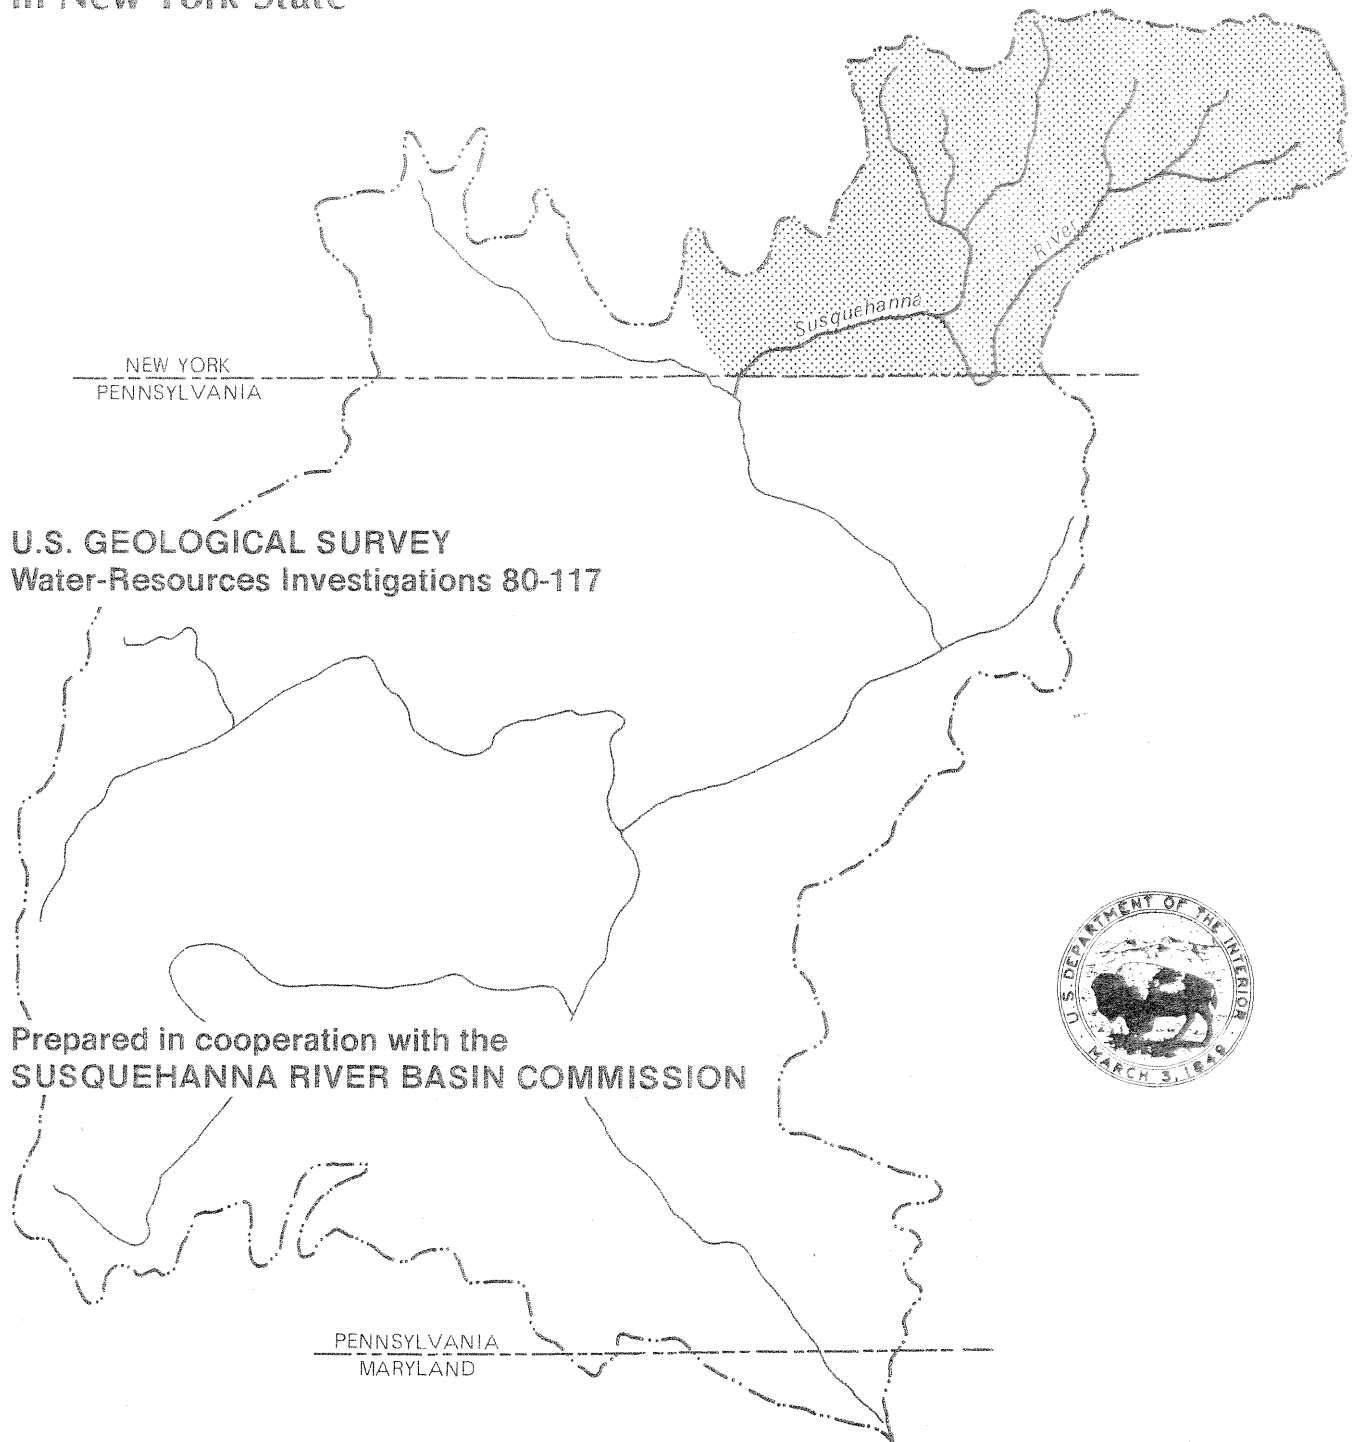 in New York State
Susquehanna
River
NEW YORK
PENNSYLVANIA
U.S. GEOLOGICAL SURVEY
Water-Resources Investigations 80-117
U.S. DEPARTMENT OF THE INTERIOR
MARCH 3, 1849
Prepared in cooperation with the
SUSQUEHANNA RIVER BASIN COMMISSION
PENNSYLVANIA
MARYLAND